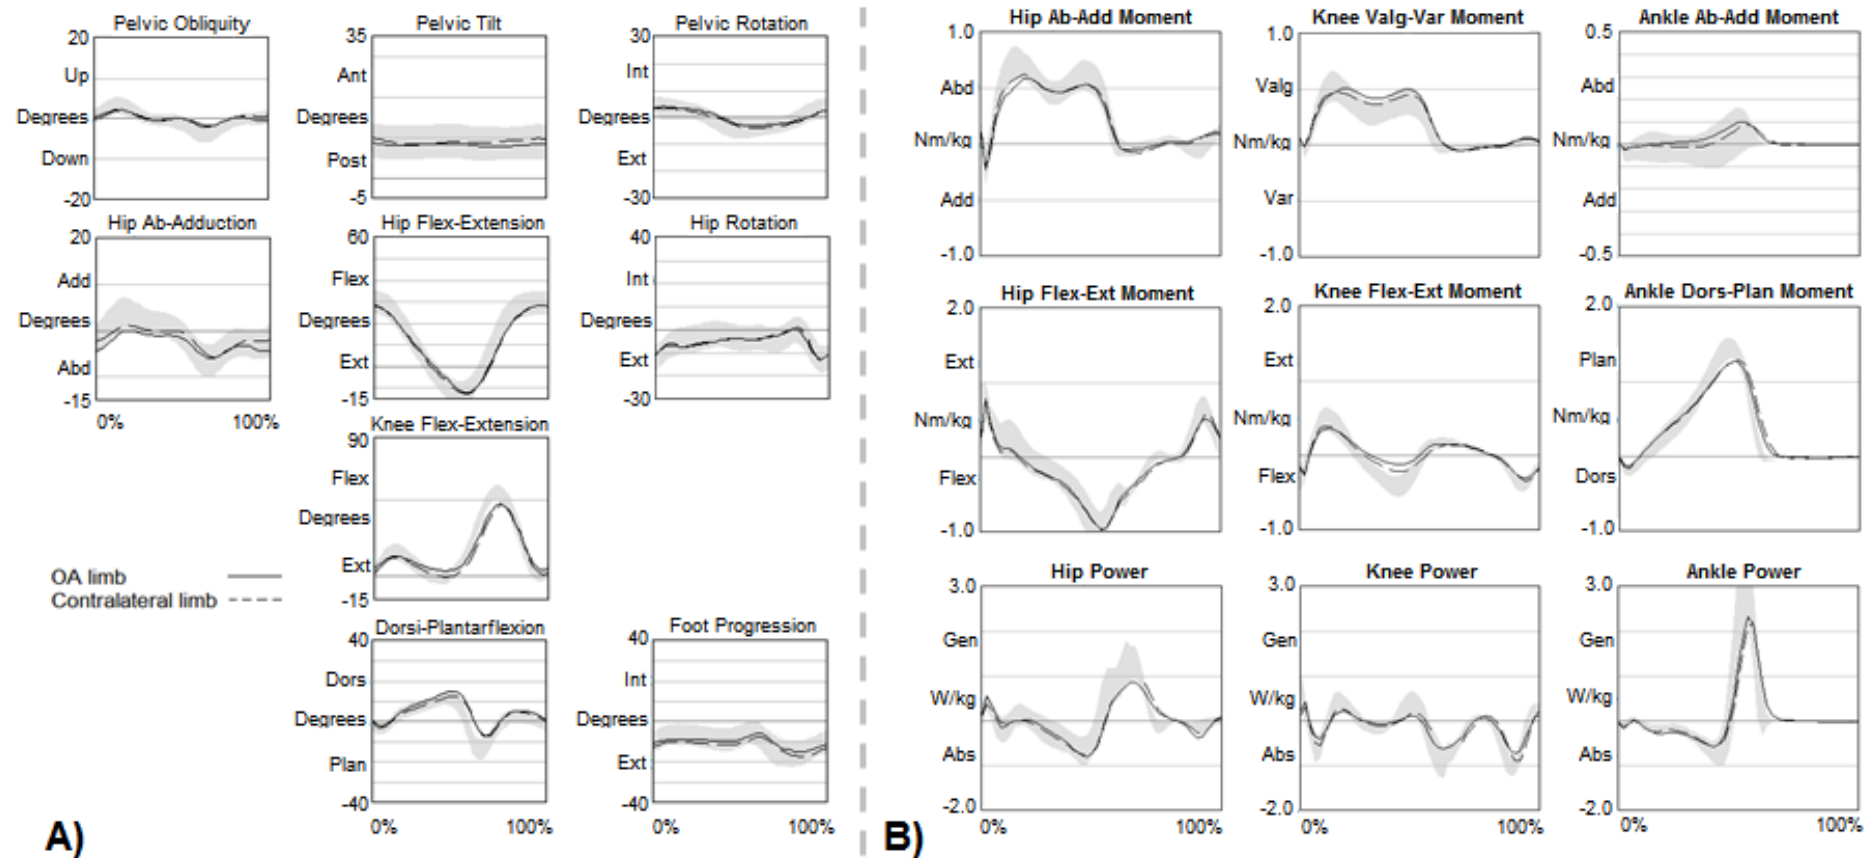 Pelvic Obliquity
20
Up
Degrees
Down
-20
Pelvic Tilt
35
Ant
Degrees
Post
-5
Pelvic Rotation
30
Int
Degrees
Ext
-30
Hip Ab-Adduction
20
Add
Degrees
Abd
-15
0% 100%
Hip Flex-Extension
60
Flex
Degrees
Ext
-15
Hip Rotation
40
Int
Degrees
Ext
-30
Knee Flex-Extension
90
Flex
Degrees
Ext
-15
OA limb
Contralateral limb
Dorsi-Plantarflexion
40
Dors
Degrees
Plan
-40
0% 100%
Foot Progression
40
Int
Degrees
Ext
-40
0% 100%
A)
Hip Ab-Add Moment
1.0
Abd
Nm/kg
Add
-1.0
Knee Valg-Var Moment
1.0
Valg
Nm/kg
Var
-1.0
Ankle Ab-Add Moment
0.5
Abd
Nm/kg
Add
-0.5
Hip Flex-Ext Moment
2.0
Ext
Nm/kg
Flex
-1.0
Knee Flex-Ext Moment
2.0
Ext
Nm/kg
Flex
-1.0
Ankle Dors-Plan Moment
2.0
Plan
Nm/kg
Dors
-1.0
Hip Power
3.0
Gen
W/kg
Abs
-2.0
0% 100%
Knee Power
3.0
Gen
W/kg
Abs
-2.0
0% 100%
Ankle Power
3.0
Gen
W/kg
Abs
-2.0
0% 100%
B)